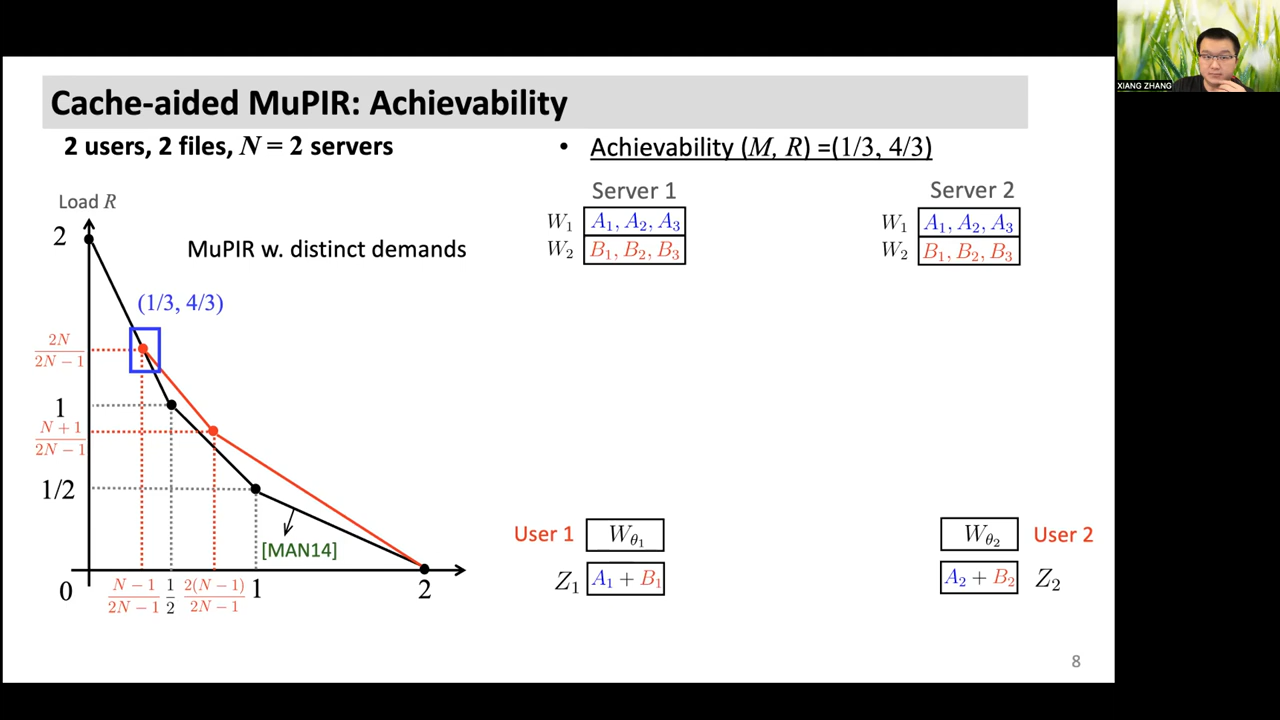 XIANG ZHANG
Cache-aided MuPIR: Achievability
2 users, 2 files, N = 2 servers
Load R
2
MuPIR w. distinct demands
(1/3, 4/3)
2N
2N − 1
1
N + 1
2N − 1
1/2
[MAN14]
0
N − 1
2N − 1
1
2
2(N − 1)
2N − 1
1
2
• Achievability (M, R) =(1/3, 4/3)
Server 1
W1 A1, A2, A3
W2 B1, B2, B3
Server 2
W1 A1, A2, A3
W2 B1, B2, B3
User 1 Wθ1
Z1 A1 + B1
Wθ2 User 2
A2 + B2 Z2
8